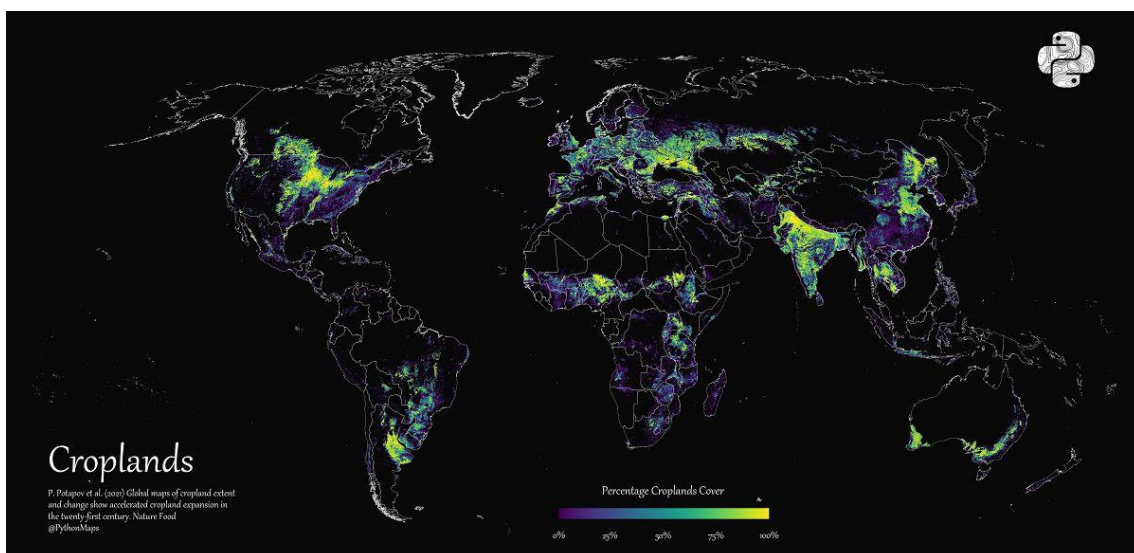 Croplands
P. Potapov et al. (2021) Global maps of cropland extent
and change show accelerated cropland expansion in
the twenty-first century. Nature Food
@PythonMaps
Percentage Croplands Cover
0% 25% 50% 75% 100%